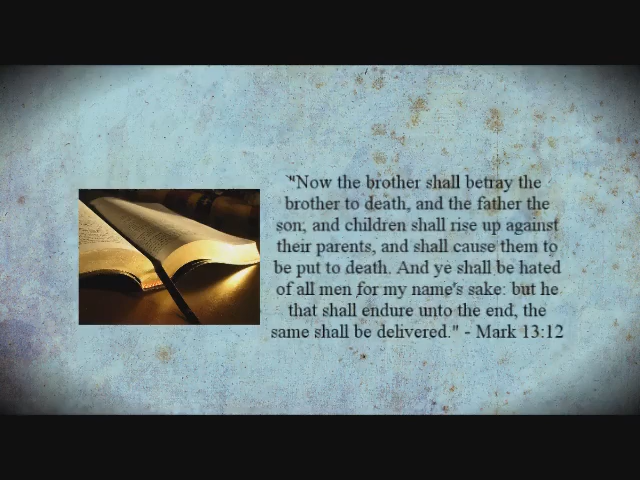 "Now the brother shall betray the
brother to death, and the father the
son; and children shall rise up against
their parents, and shall cause them to
be put to death. And ye shall be hated
of all men for my name's sake: but he
that shall endure unto the end, the
same shall be delivered." - Mark 13:12